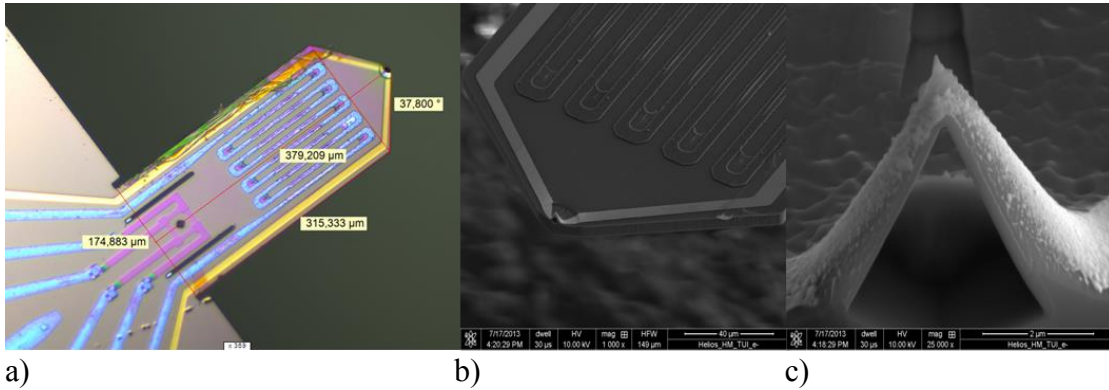 37,800 °
379,209 µm
315,333 µm
174,883 µm
x 369
7/17/2013 dwell HV mag HFW 40 µm
4:20:29 PM 30 µs 10.00 kV 1 000 x 149 µm Helios_HM_TUI_e-
7/17/2013 dwell HV mag 2 µm
4:18:29 PM 30 µs 10.00 kV 25 000 x Helios_HM_TUI_e-
a) b) c)